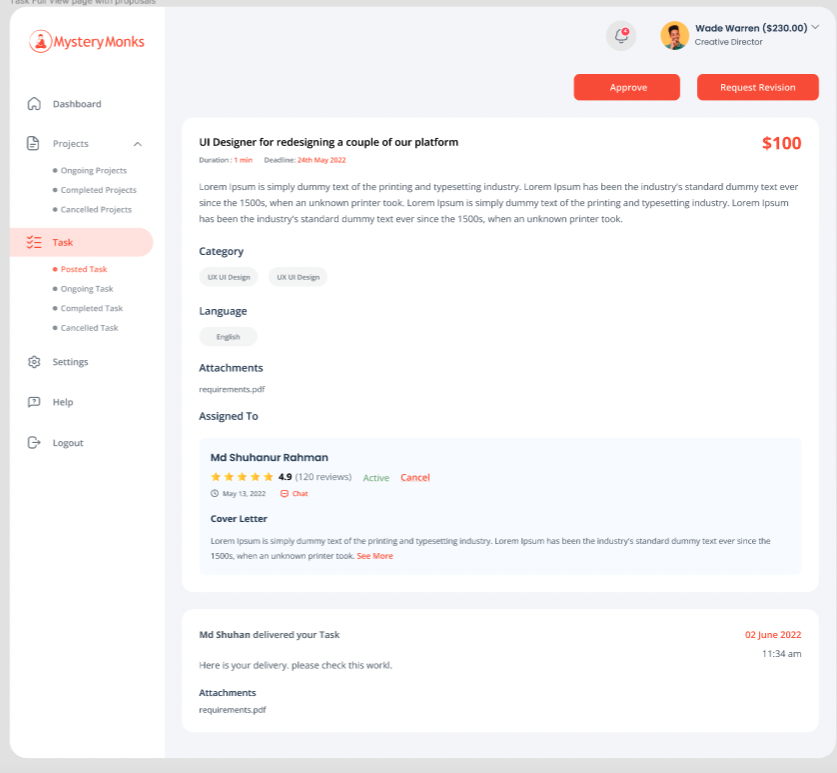 Task Full View page with proposals
MysteryMonks
4
Wade Warren ($230.00)
Creative Director
Dashboard
Projects
Ongoing Projects
Completed Projects
Cancelled Projects
Task
Posted Task
Ongoing Task
Completed Task
Cancelled Task
Settings
Help
Logout
Approve
Request Revision
UI Designer for redesigning a couple of our platform
$100
Duration : 1 min Deadline: 24th May 2022
Lorem Ipsum is simply dummy text of the printing and typesetting industry. Lorem Ipsum has been the industry's standard dummy text ever
since the 1500s, when an unknown printer took. Lorem Ipsum is simply dummy text of the printing and typesetting industry. Lorem Ipsum
has been the industry's standard dummy text ever since the 1500s, when an unknown printer took.
Category
UX UI Design UX UI Design
Language
English
Attachments
requirements.pdf
Assigned To
Md Shuhanur Rahman
4.9 (120 reviews) Active Cancel
May 13, 2022 Chat
Cover Letter
Lorem Ipsum is simply dummy text of the printing and typesetting industry. Lorem Ipsum has been the industry's standard dummy text ever since the
1500s, when an unknown printer took. See More
Md Shuhan delivered your Task
02 June 2022
11:34 am
Here is your delivery. please check this workl.
Attachments
requirements.pdf